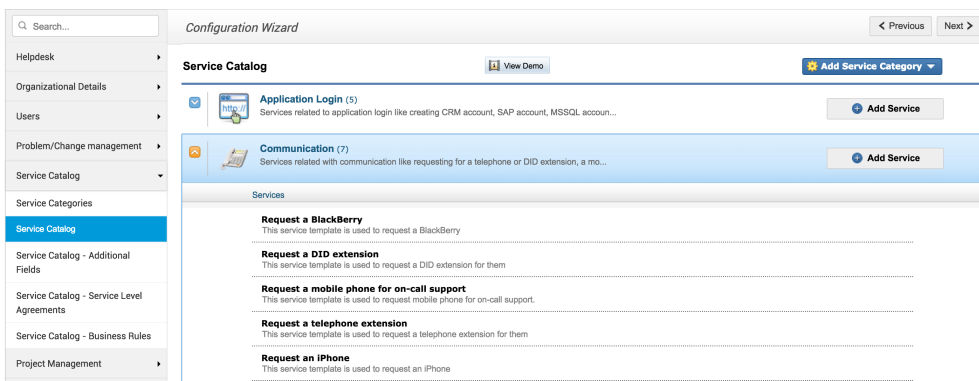 Search...
Helpdesk
Organizational Details
Users
Problem/Change management
Service Catalog
Service Categories
Service Catalog
Service Catalog - Additional
Fields
Service Catalog - Service Level
Agreements
Service Catalog - Business Rules
Project Management
Configuration Wizard
Previous
Next
Service Catalog
View Demo
Add Service Category
http://
Application Login (5)
Services related to application login like creating CRM account, SAP account, MSSQL accoun...
Add Service
Communication (7)
Services related with communication like requesting for a telephone or DID extension, a mo...
Add Service
Services
Request a BlackBerry
This service template is used to request a BlackBerry
Request a DID extension
This service template is used to request a DID extension for them
Request a mobile phone for on-call support
This service template is used to request mobile phone for on-call support.
Request a telephone extension
This service template is used to request a telephone extension for them
Request an iPhone
This service template is used to request an iPhone